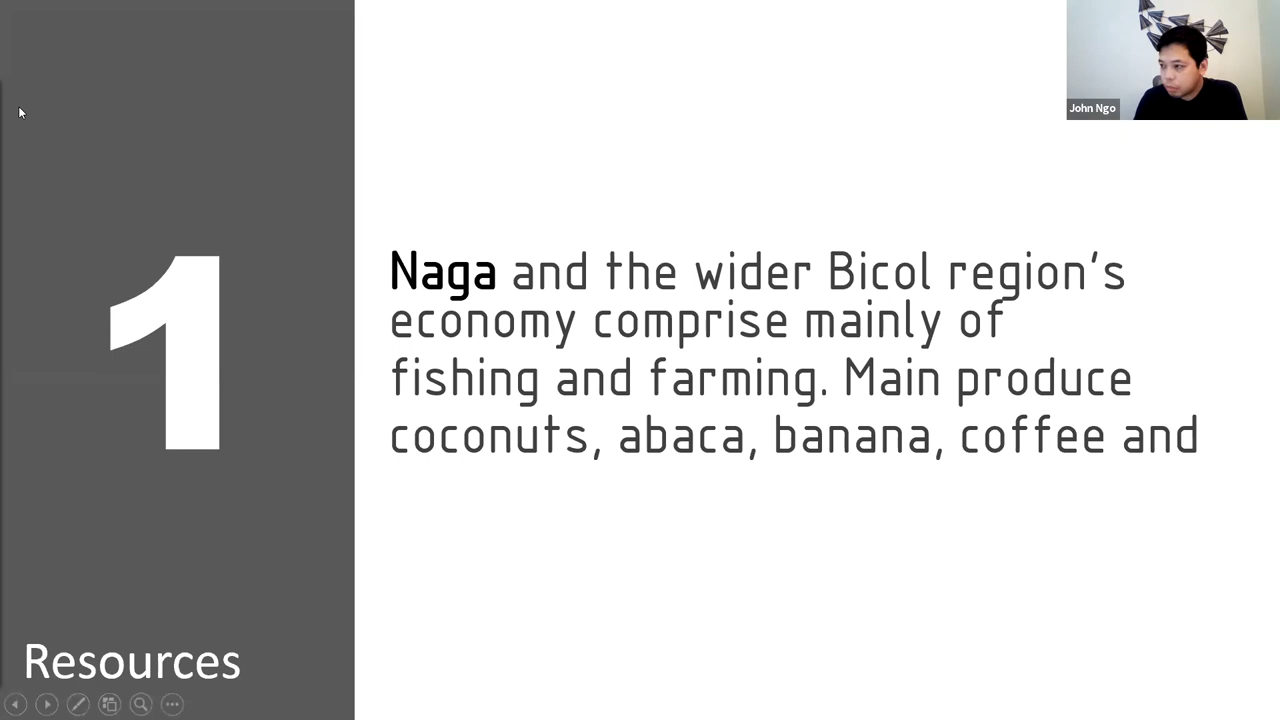 John Ngo
1
Naga and the wider Bicol region's
economy comprise mainly of
fishing and farming. Main produce
coconuts, abaca, banana, coffee and
Resources